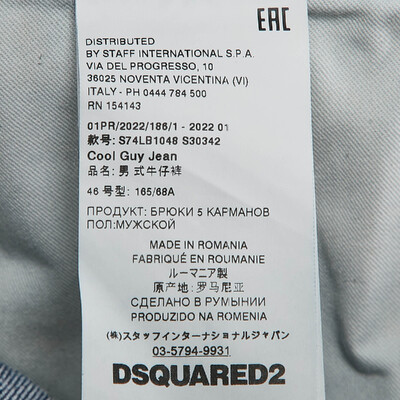 EAC
DISTRIBUTED
BY STAFF INTERNATIONAL S.P.A.
VIA DEL PROGRESSO, 10
36025 NOVENTA VICENTINA (VI)
ITALY - PH 0444 784 500
RN 154143
01PR/2022/186/1 - 2022 01
款号: S74LB1048 S30342
Cool Guy Jean
品名: 男式牛仔裤
46 号型: 165/68A
ПРОДУКТ: БРЮКИ 5 КАРМАНОВ
ПОЛ:МУЖСКОЙ
MADE IN ROMANIA
FABRIQUÉ EN ROUMANIE
ルーマニア製
原产地: 罗马尼亚
СДЕЛАНО В РУМЫНИИ
PRODUZIDO NA ROMENIA
(株)スタッフインターナショナルジャパン
03-5794-9931
DSQUARED2